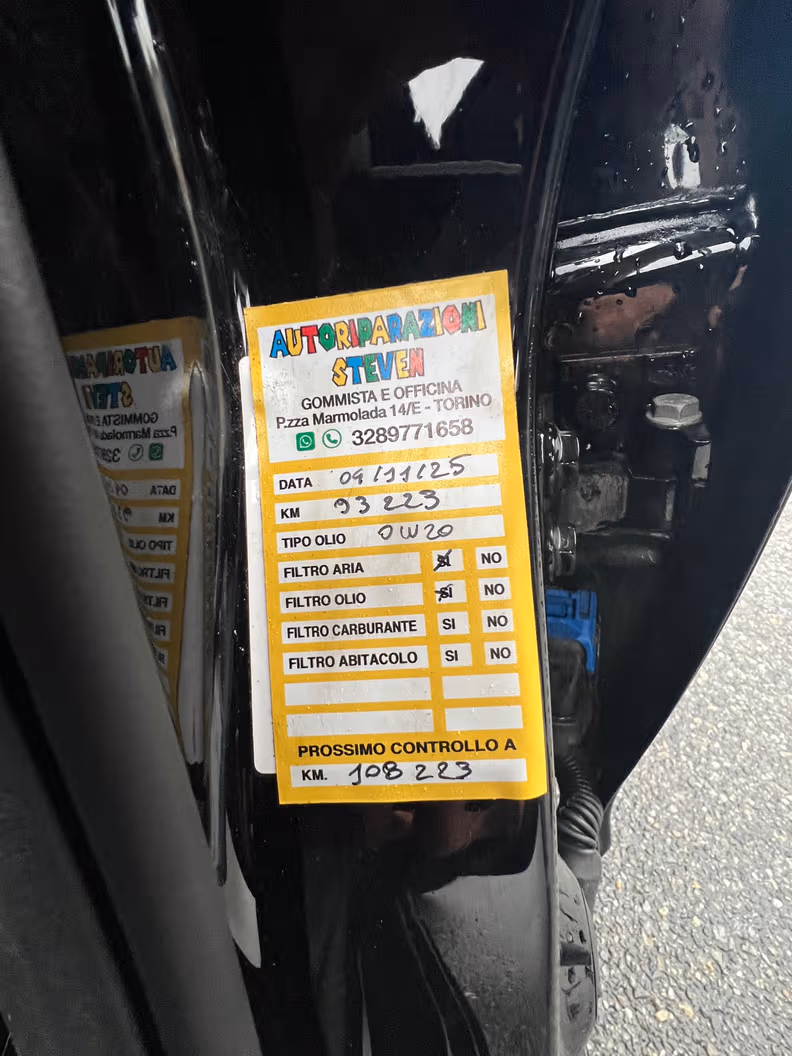 AUTORIPARAZIONI
STEVEN
GOMMISTA E OFFICINA
P.zza Marmolada 14/E - TORINO
3289771658
DATA 09/11/25
KM 93 223
TIPO OLIO 0W20
FILTRO ARIA SI NO
FILTRO OLIO SI NO
FILTRO CARBURANTE SI NO
FILTRO ABITACOLO SI NO
PROSSIMO CONTROLLO A
KM. 108 223